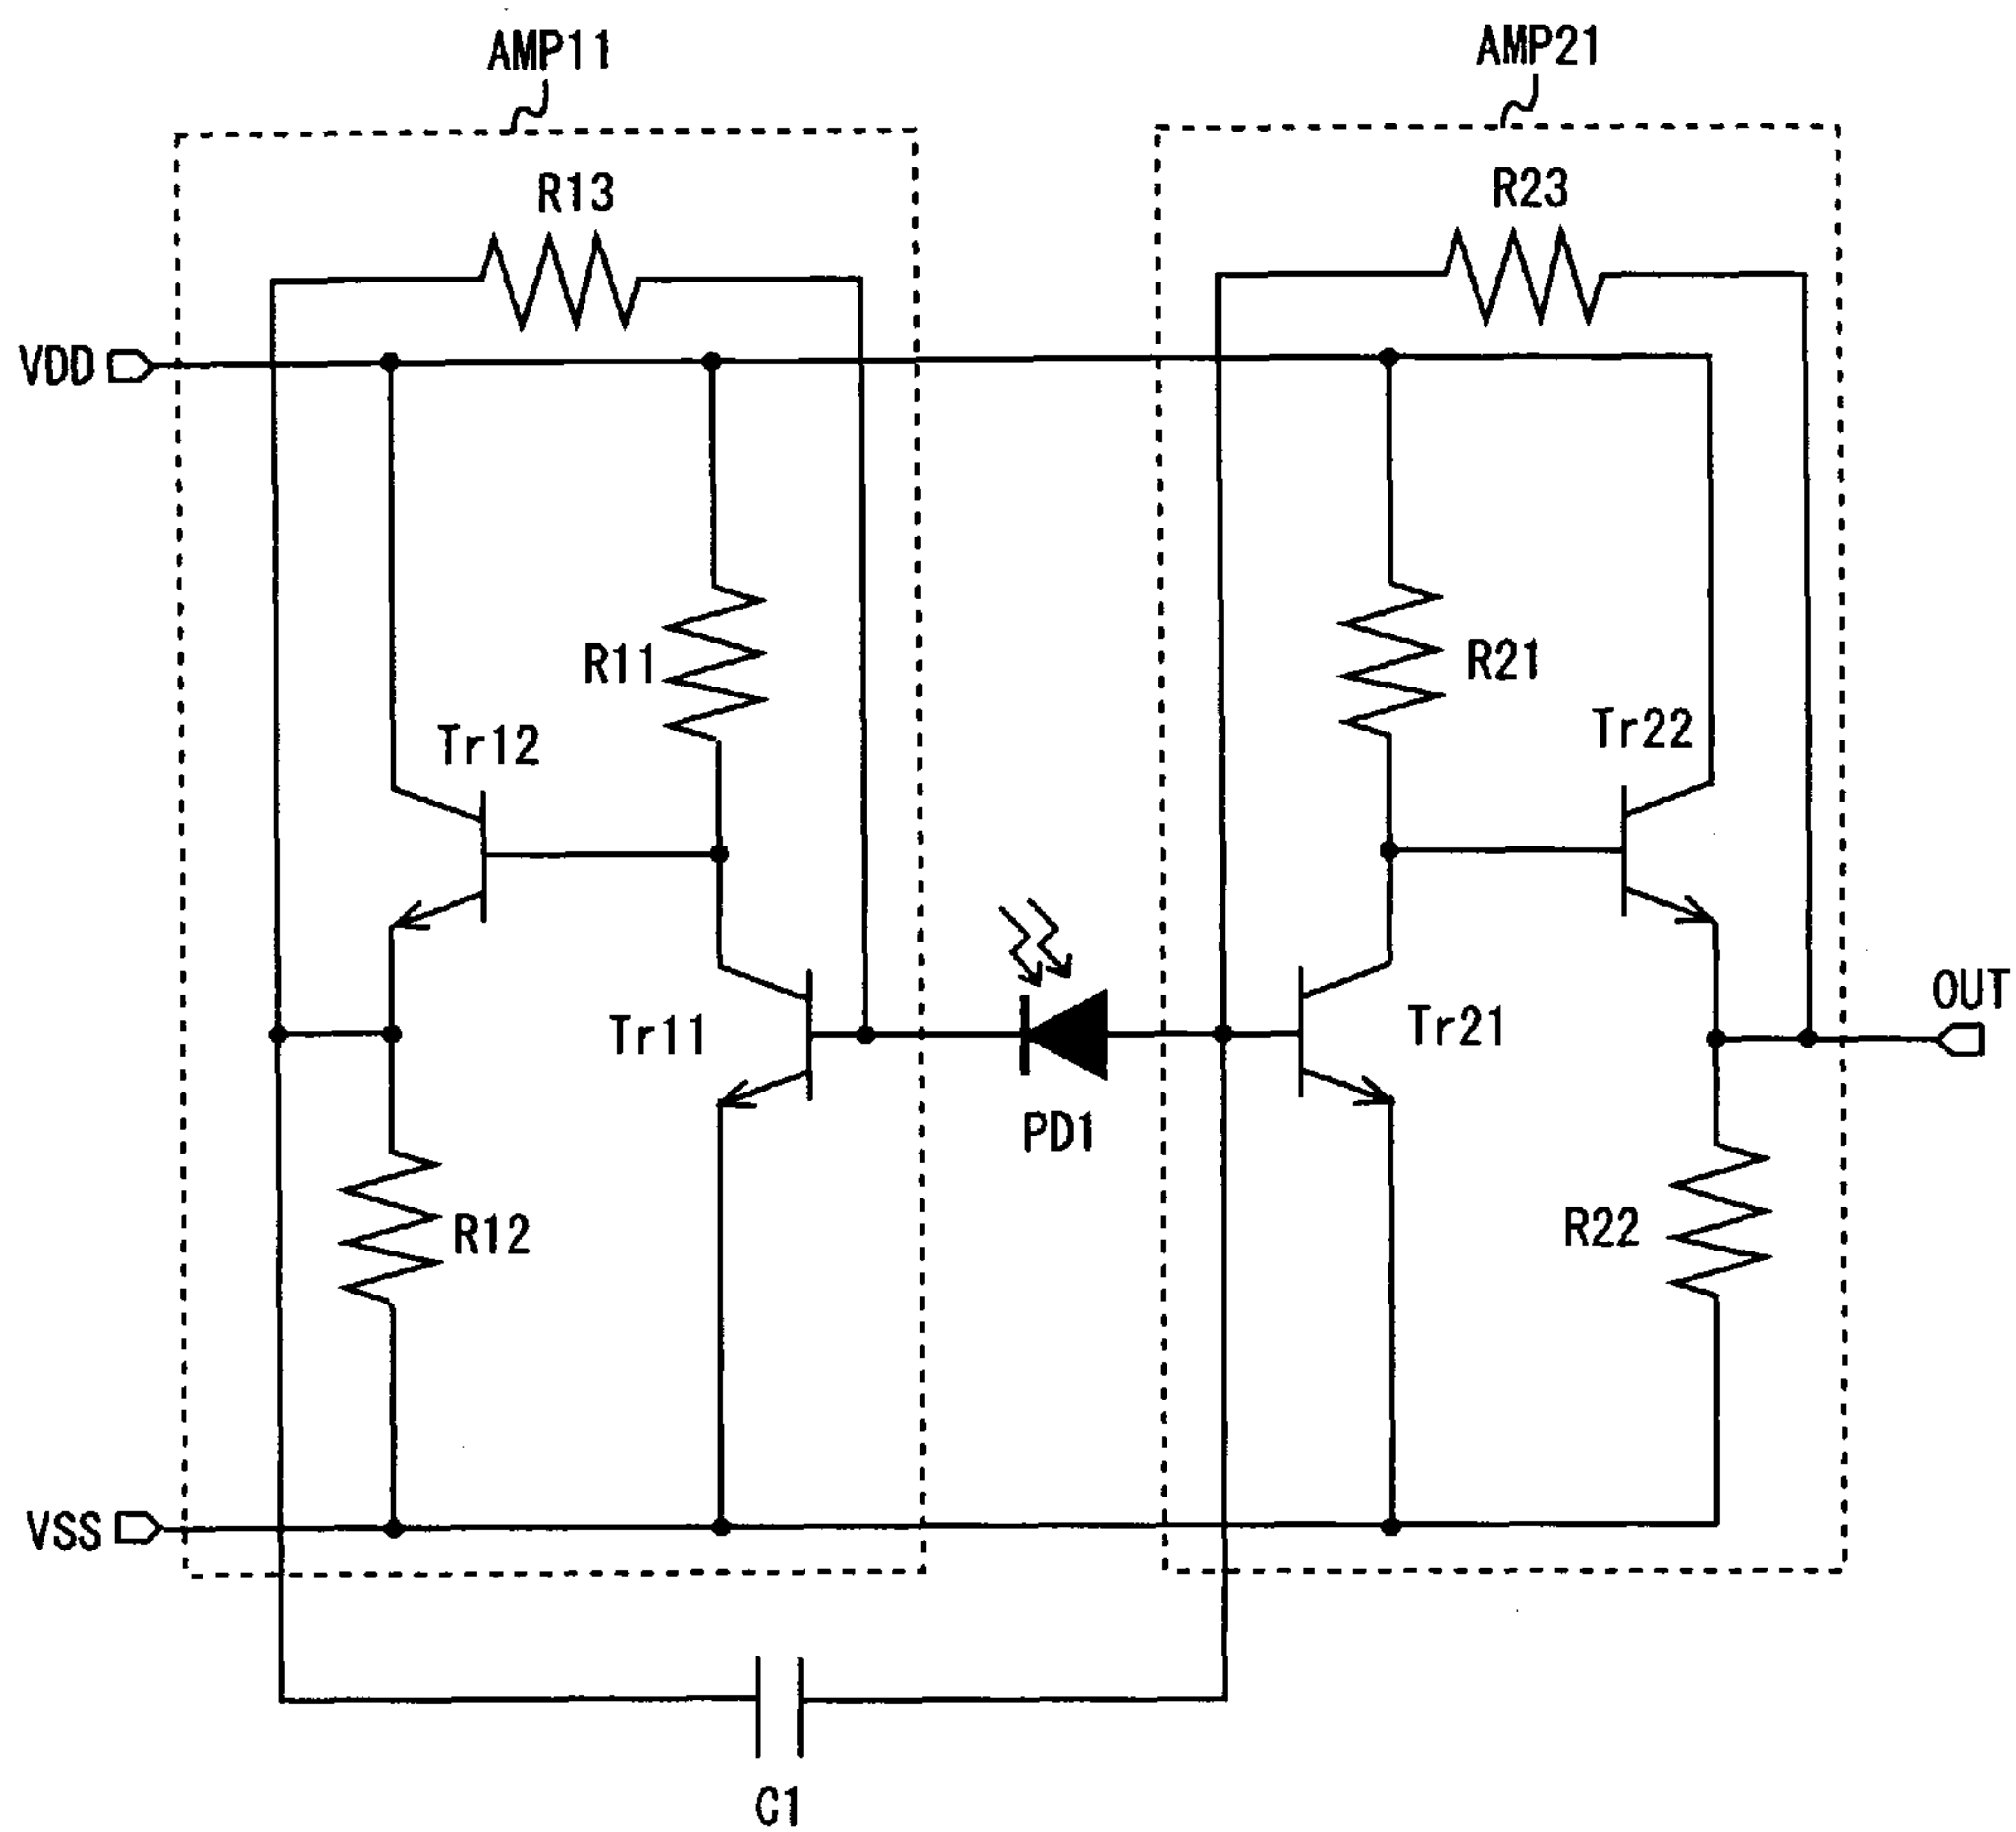 AMP11
AMP21
R13
R23
VDD
R11
R21
Tr12
Tr22
OUT
Tr11
Tr21
PD1
R12
R22
VSS
C1